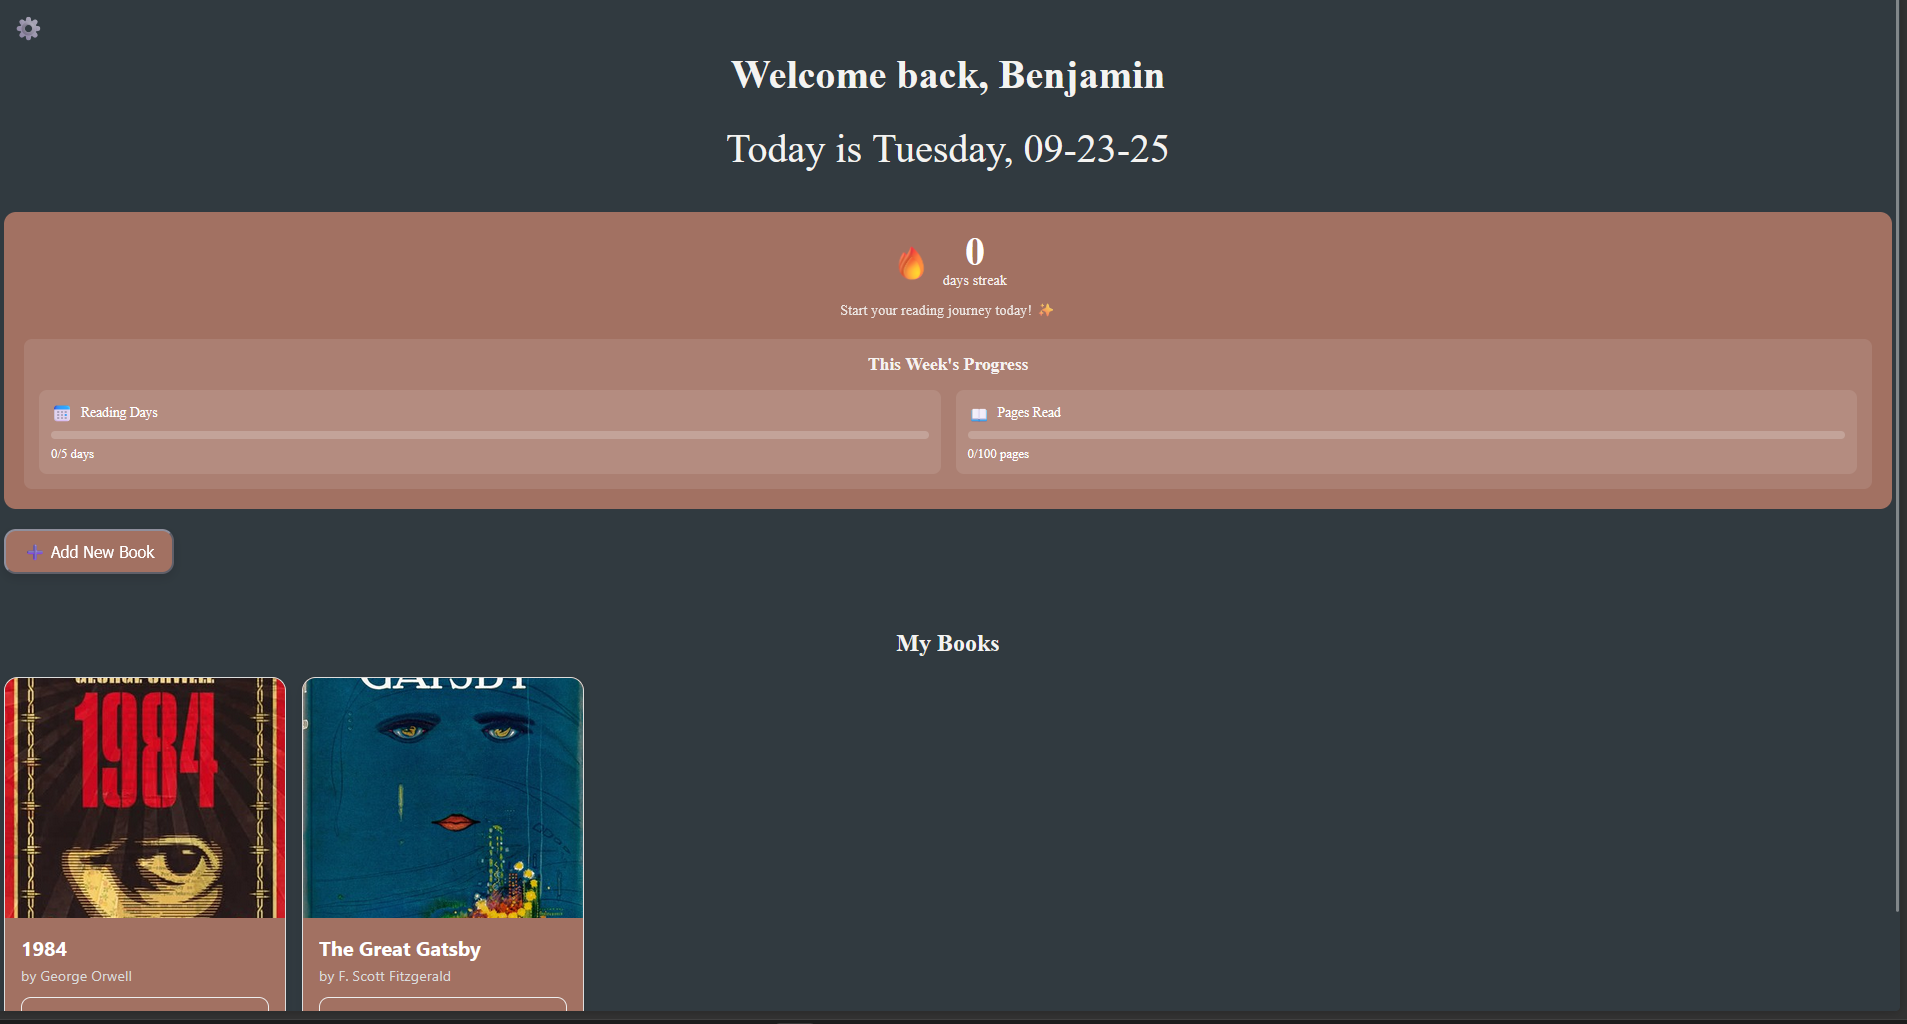 Welcome back, Benjamin
Today is Tuesday, 09-23-25
0
days streak
Start your reading journey today! ✨
This Week's Progress
Reading Days
0/5 days
Pages Read
0/100 pages
Add New Book
My Books
GEORGE ORWELL
1984
GATSBY
1984
by George Orwell
The Great Gatsby
by F. Scott Fitzgerald